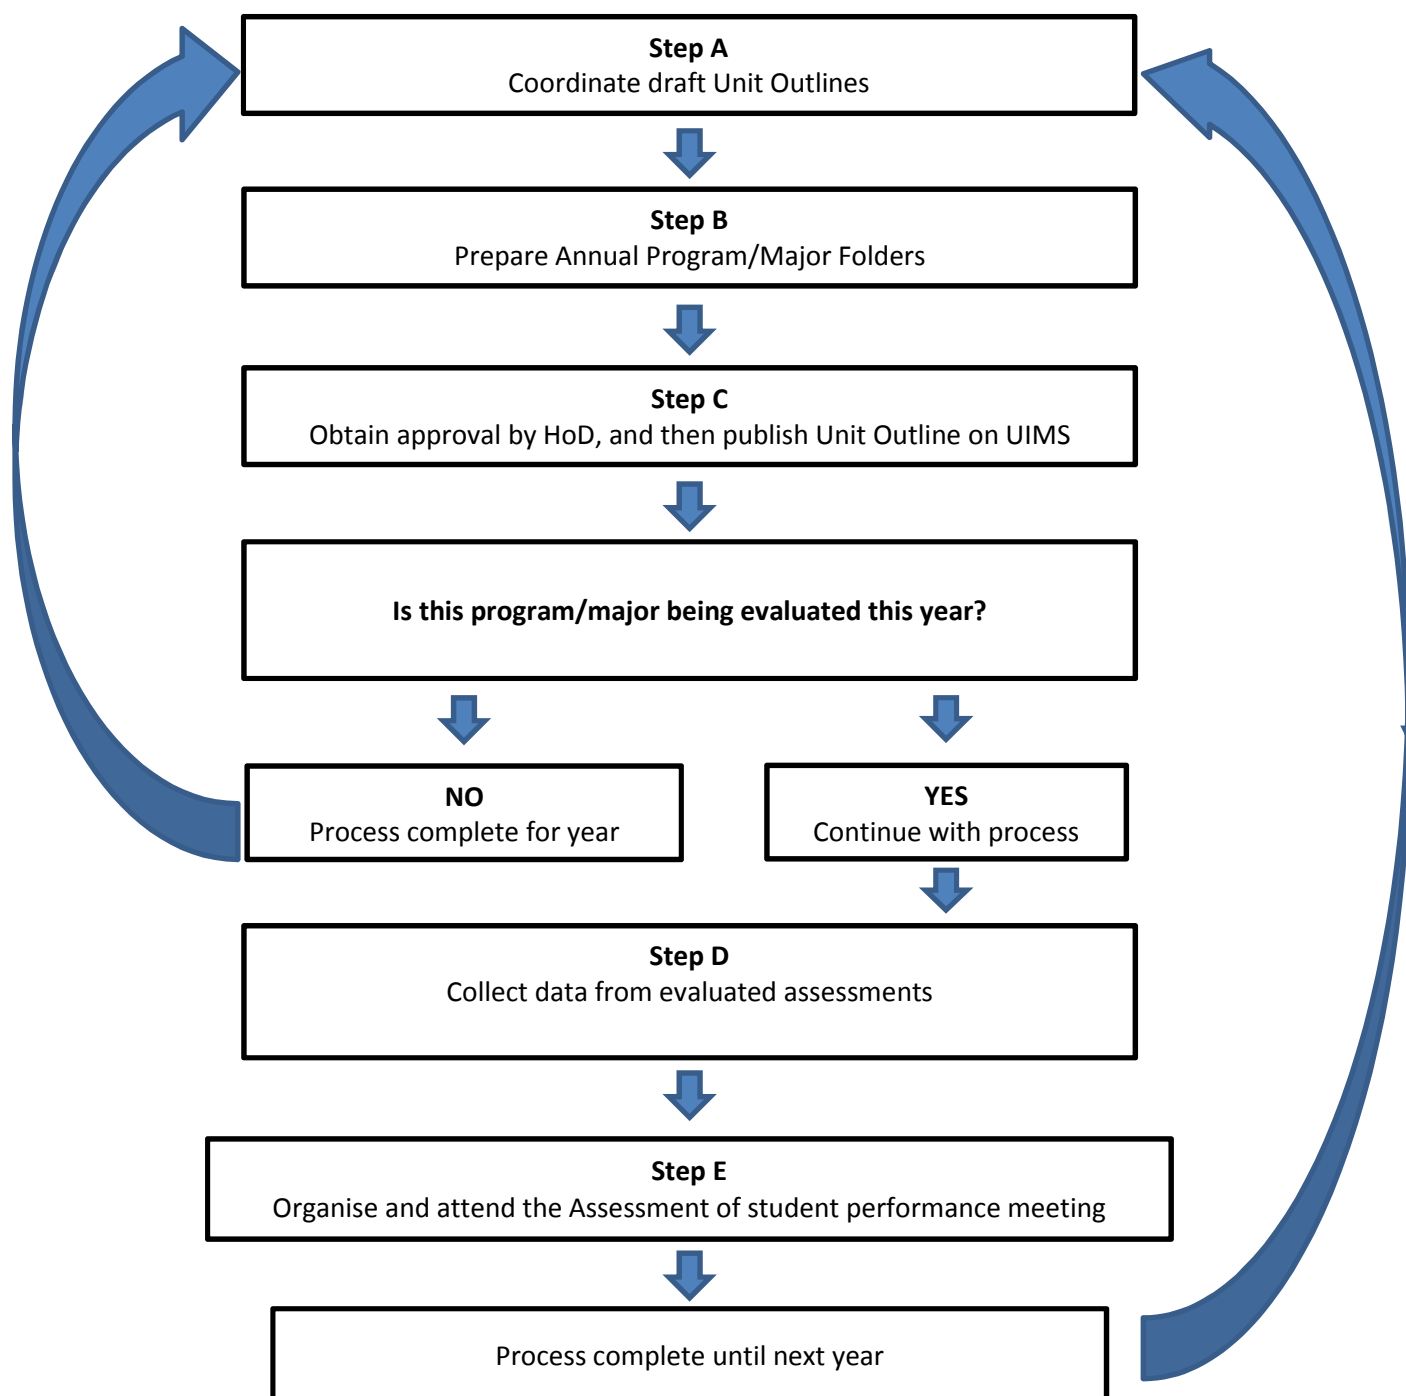 Step A
Coordinate draft Unit Outlines
Step B
Prepare Annual Program/Major Folders
Step C
Obtain approval by HoD, and then publish Unit Outline on UIMS
Is this program/major being evaluated this year?
NO
Process complete for year
YES
Continue with process
Step D
Collect data from evaluated assessments
Step E
Organise and attend the Assessment of student performance meeting
Process complete until next year